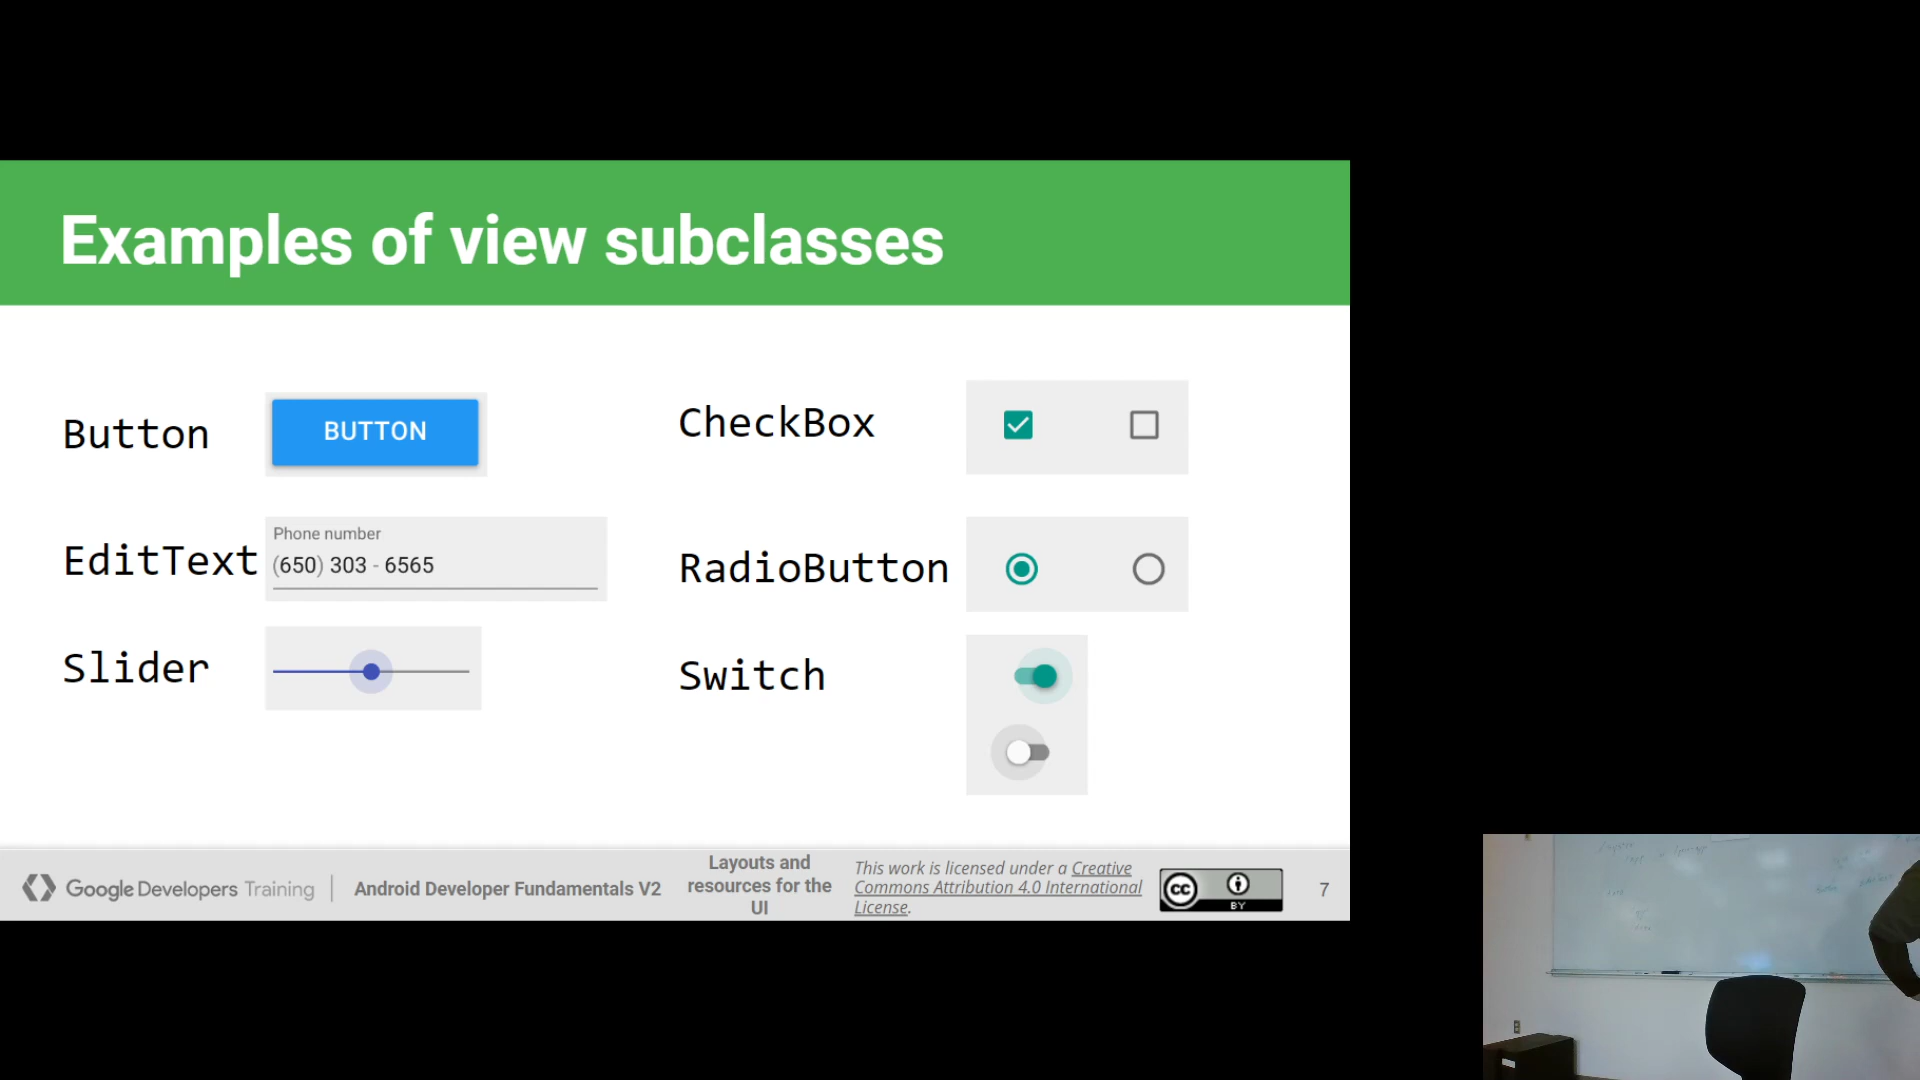 Examples of view subclasses
Button
BUTTON
CheckBox
EditText
Phone number
(650) 303 - 6565
RadioButton
Slider
Switch
Google Developers Training
Android Developer Fundamentals V2
Layouts and
resources for the
UI
This work is licensed under a Creative
Commons Attribution 4.0 International
License.
cc
BY
7